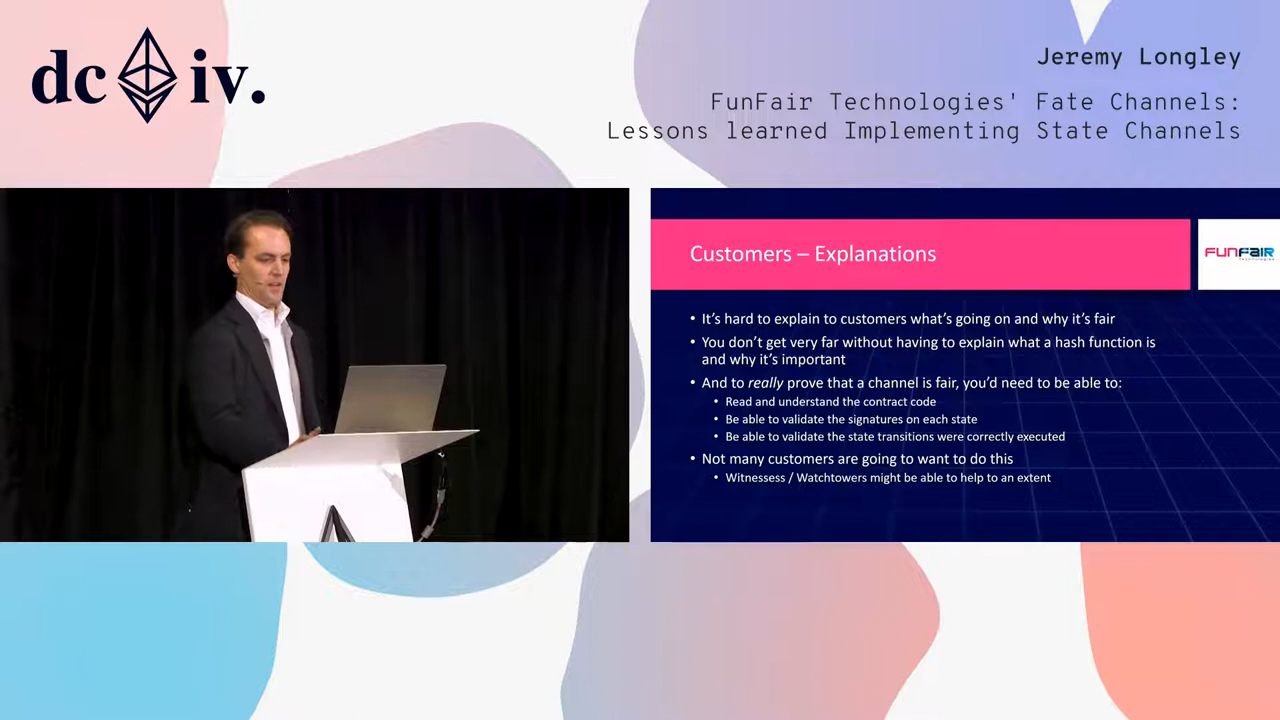 dc iv.
Jeremy Longley
FunFair Technologies' Fate Channels:
Lessons learned Implementing State Channels
Customers – Explanations
FUNFAIR
Technologies
• It's hard to explain to customers what's going on and why it's fair
• You don't get very far without having to explain what a hash function is
and why it's important
• And to really prove that a channel is fair, you'd need to be able to:
• Read and understand the contract code
• Be able to validate the signatures on each state
• Be able to validate the state transitions were correctly executed
• Not many customers are going to want to do this
• Witnessess / Watchtowers might be able to help to an extent